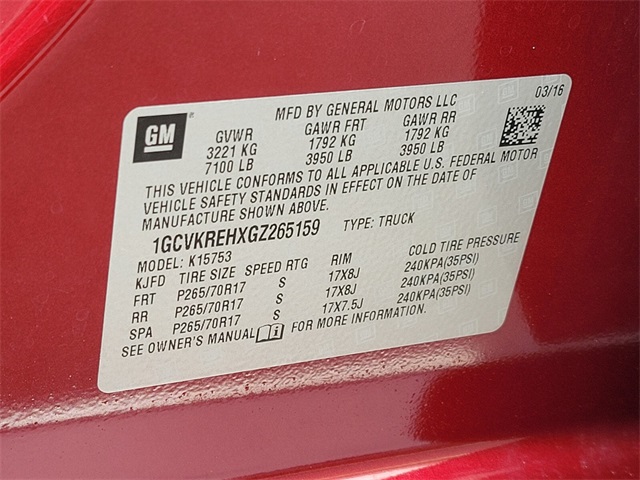 MFD BY GENERAL MOTORS LLC 03/16
GM
GVWR GAWR FRT GAWR RR
3221 KG 1792 KG 1792 KG
7100 LB 3950 LB 3950 LB
THIS VEHICLE CONFORMS TO ALL APPLICABLE U.S. FEDERAL MOTOR
VEHICLE SAFETY STANDARDS IN EFFECT ON THE DATE OF
MANUFACTURE SHOWN ABOVE.
1GCVKREHXGZ265159 TYPE: TRUCK
MODEL: K15753
KJFD TIRE SIZE SPEED RTG RIM COLD TIRE PRESSURE
FRT P265/70R17 S 17X8J 240KPA(35PSI)
RR P265/70R17 S 17X8J 240KPA(35PSI)
SPA P265/70R17 S 17X7.5J 240KPA(35PSI)
SEE OWNER'S MANUAL FOR MORE INFORMATION.